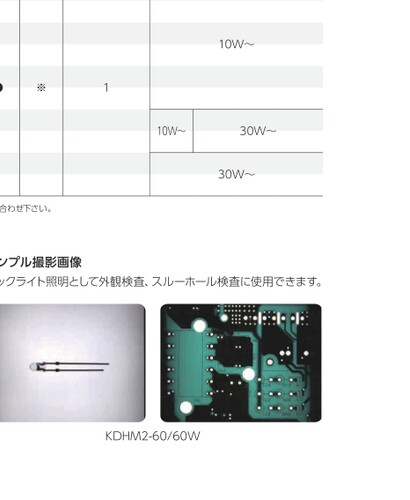 10W～
※ 1
10W～ 30W～
30W～
合わせ下さい。
ンプル撮影画像
ックライト照明として外観検査、スルーホール検査に使用できます。
KDHM2-60/60W